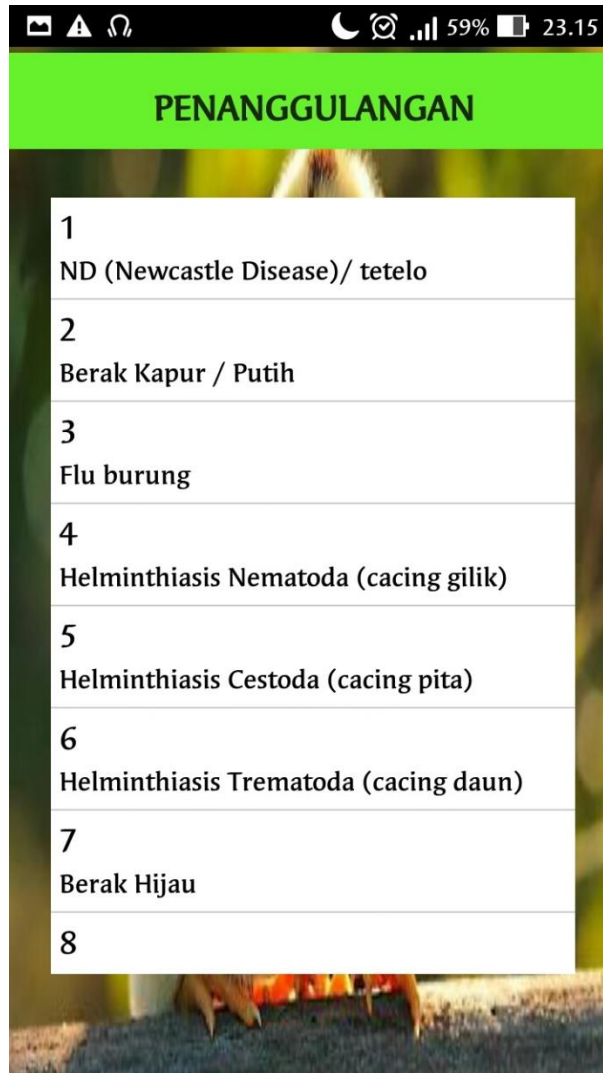 59% 23.15
PENANGGULANGAN
1
ND (Newcastle Disease)/ tetelo
2
Berak Kapur / Putih
3
Flu burung
4
Helminthiasis Nematoda (cacing gilik)
5
Helminthiasis Cestoda (cacing pita)
6
Helminthiasis Trematoda (cacing daun)
7
Berak Hijau
8